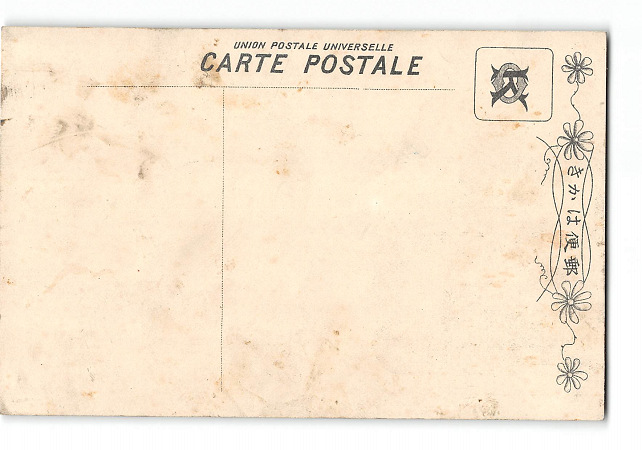 UNION POSTALE UNIVERSELLE
CARTE POSTALE
きかは便郵